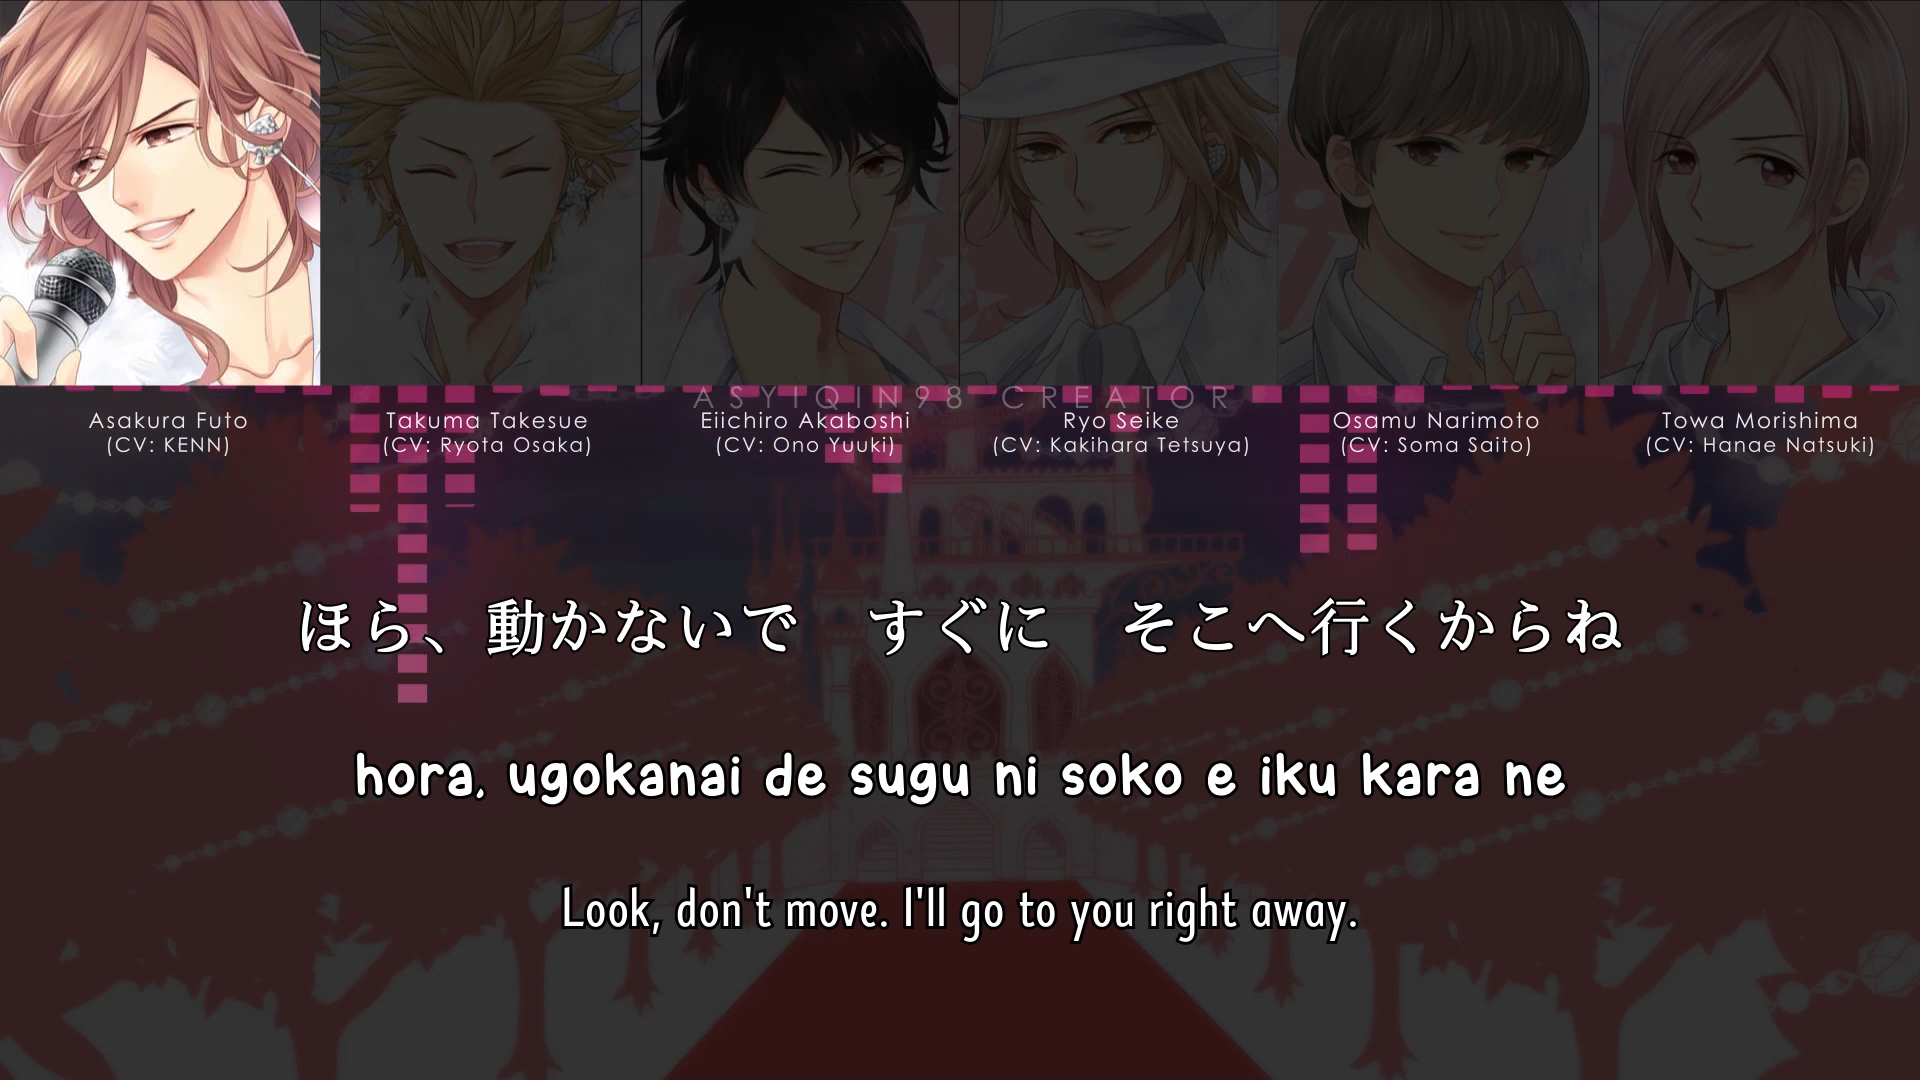 ASYIQIN98 CREATOR
Asakura Futo
(CV: KENN)
Takuma Takesue
(CV: Ryota Osaka)
Eiichiro Akaboshi
(CV: Ono Yuuki)
Ryo Seike
(CV: Kakihara Tetsuya)
Osamu Narimoto
(CV: Soma Saito)
Towa Morishima
(CV: Hanae Natsuki)
ほら、動かないで　すぐに　そこへ行くからね
hora, ugokanai de sugu ni soko e iku kara ne
Look, don't move. I'll go to you right away.